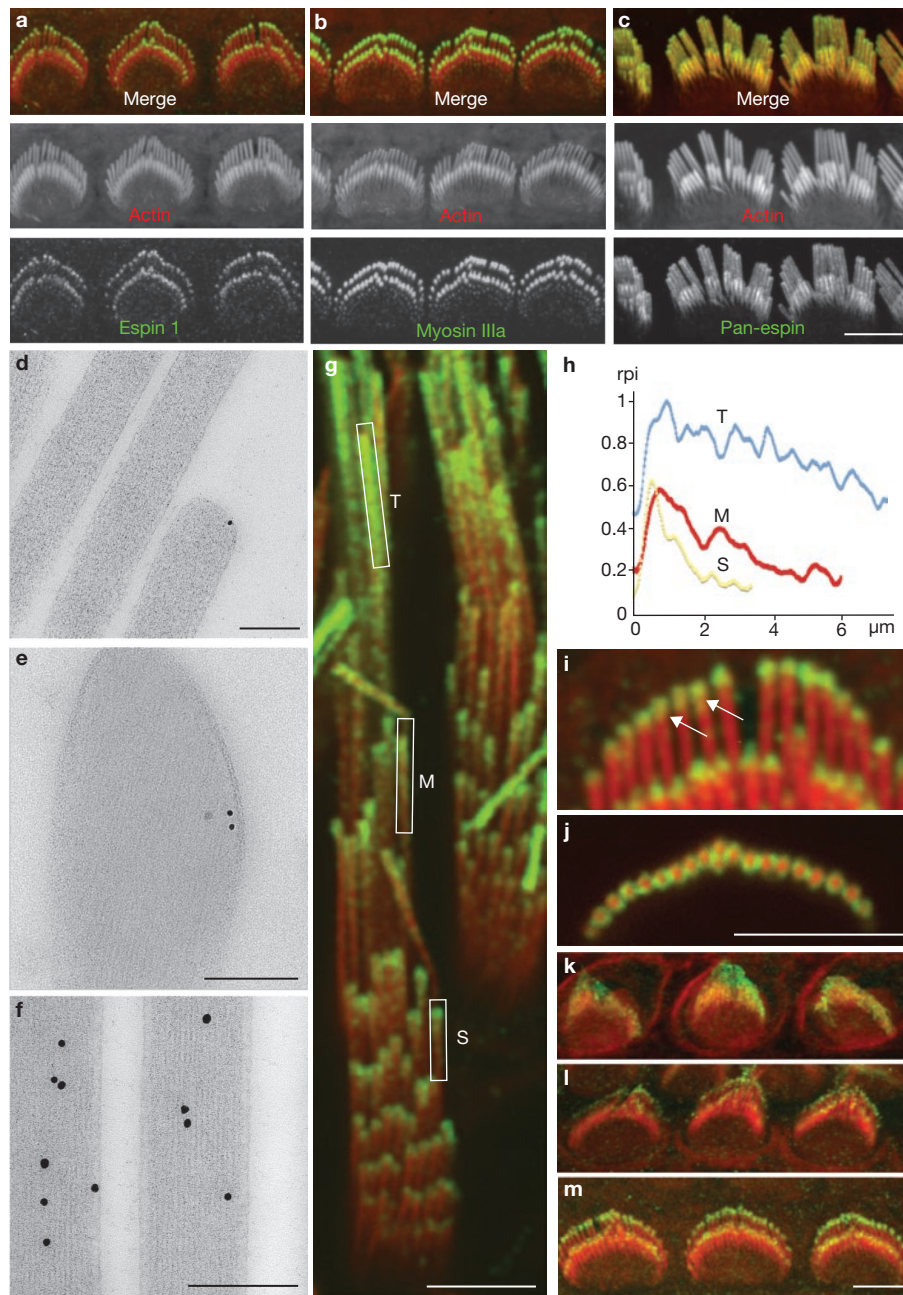 a
Merge
Actin
Espin 1
b
Merge
Actin
Myosin IIIa
c
Merge
Actin
Pan-espin
d
e
f
g
T
M
S
h
rpi
1
0.8
0.6
0.4
0.2
0
T
M
S
0 2 4 6 µm
i
j
k
l
m